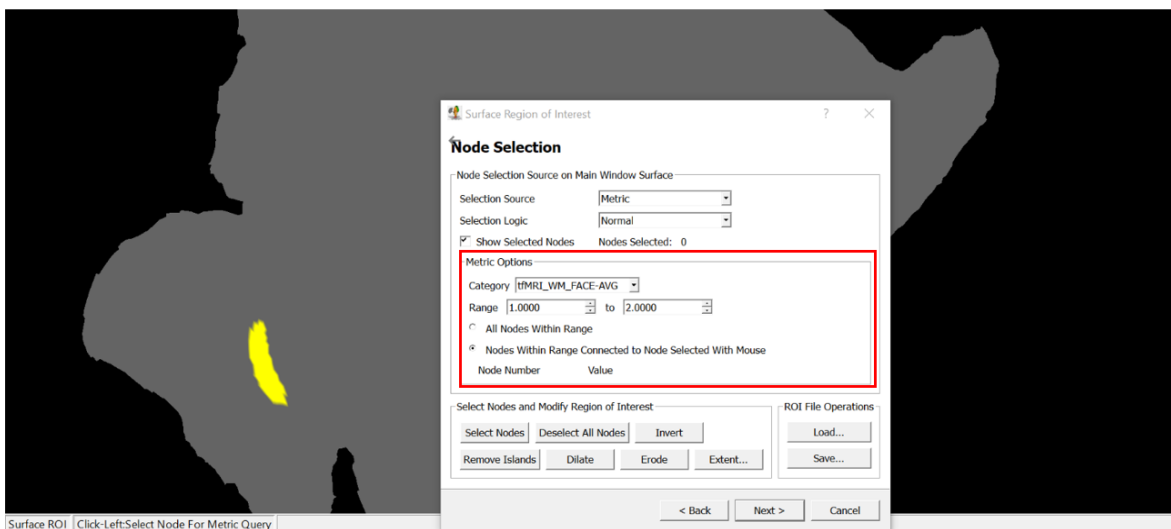 Surface Region of Interest ?
Node Selection
Node Selection Source on Main Window Surface
Selection Source Metric
Selection Logic Normal
Show Selected Nodes Nodes Selected: 0
Metric Options
Category tfMRI_WM_FACE-AVG
Range 1.0000 to 2.0000
All Nodes Within Range
Nodes Within Range Connected to Node Selected With Mouse
Node Number Value
Select Nodes and Modify Region of Interest ROI File Operations
Select Nodes Deselect All Nodes Invert Load...
Remove Islands Dilate Erode Extent... Save...
< Back Next > Cancel
Surface ROI Click-Left:Select Node For Metric Query